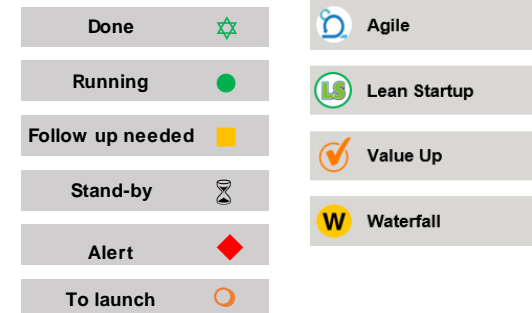 Done
Running
Follow up needed
Stand-by
Alert
To launch
Agile
LS Lean Startup
Value Up
W Waterfall